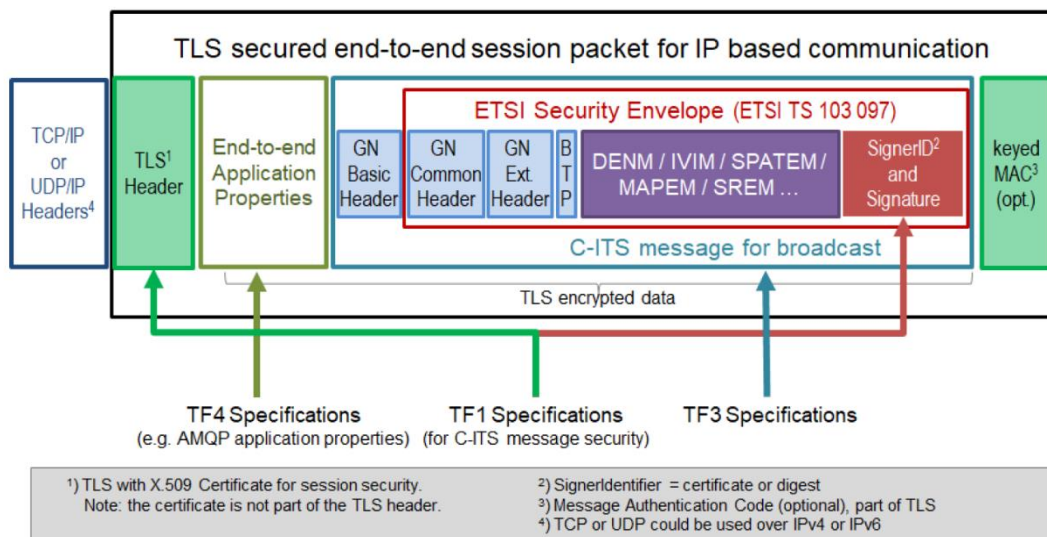 TLS secured end-to-end session packet for IP based communication
TCP/IP
or
UDP/IP
Headers⁴
TLS¹
Header
End-to-end
Application
Properties
ETSI Security Envelope (ETSI TS 103 097)
GN
Basic
Header
GN
Common
Header
GN
Ext.
Header
B
T
P
DENM / IVIM / SPATEM /
MAPEM / SREM ...
SignerID²
and
Signature
keyed
MAC³
(opt.)
C-ITS message for broadcast
TLS encrypted data
TF4 Specifications
(e.g. AMQP application properties)
TF1 Specifications
(for C-ITS message security)
TF3 Specifications
¹) TLS with X.509 Certificate for session security.
Note: the certificate is not part of the TLS header.
²) SignerIdentifier = certificate or digest
³) Message Authentication Code (optional), part of TLS
⁴) TCP or UDP could be used over IPv4 or IPv6